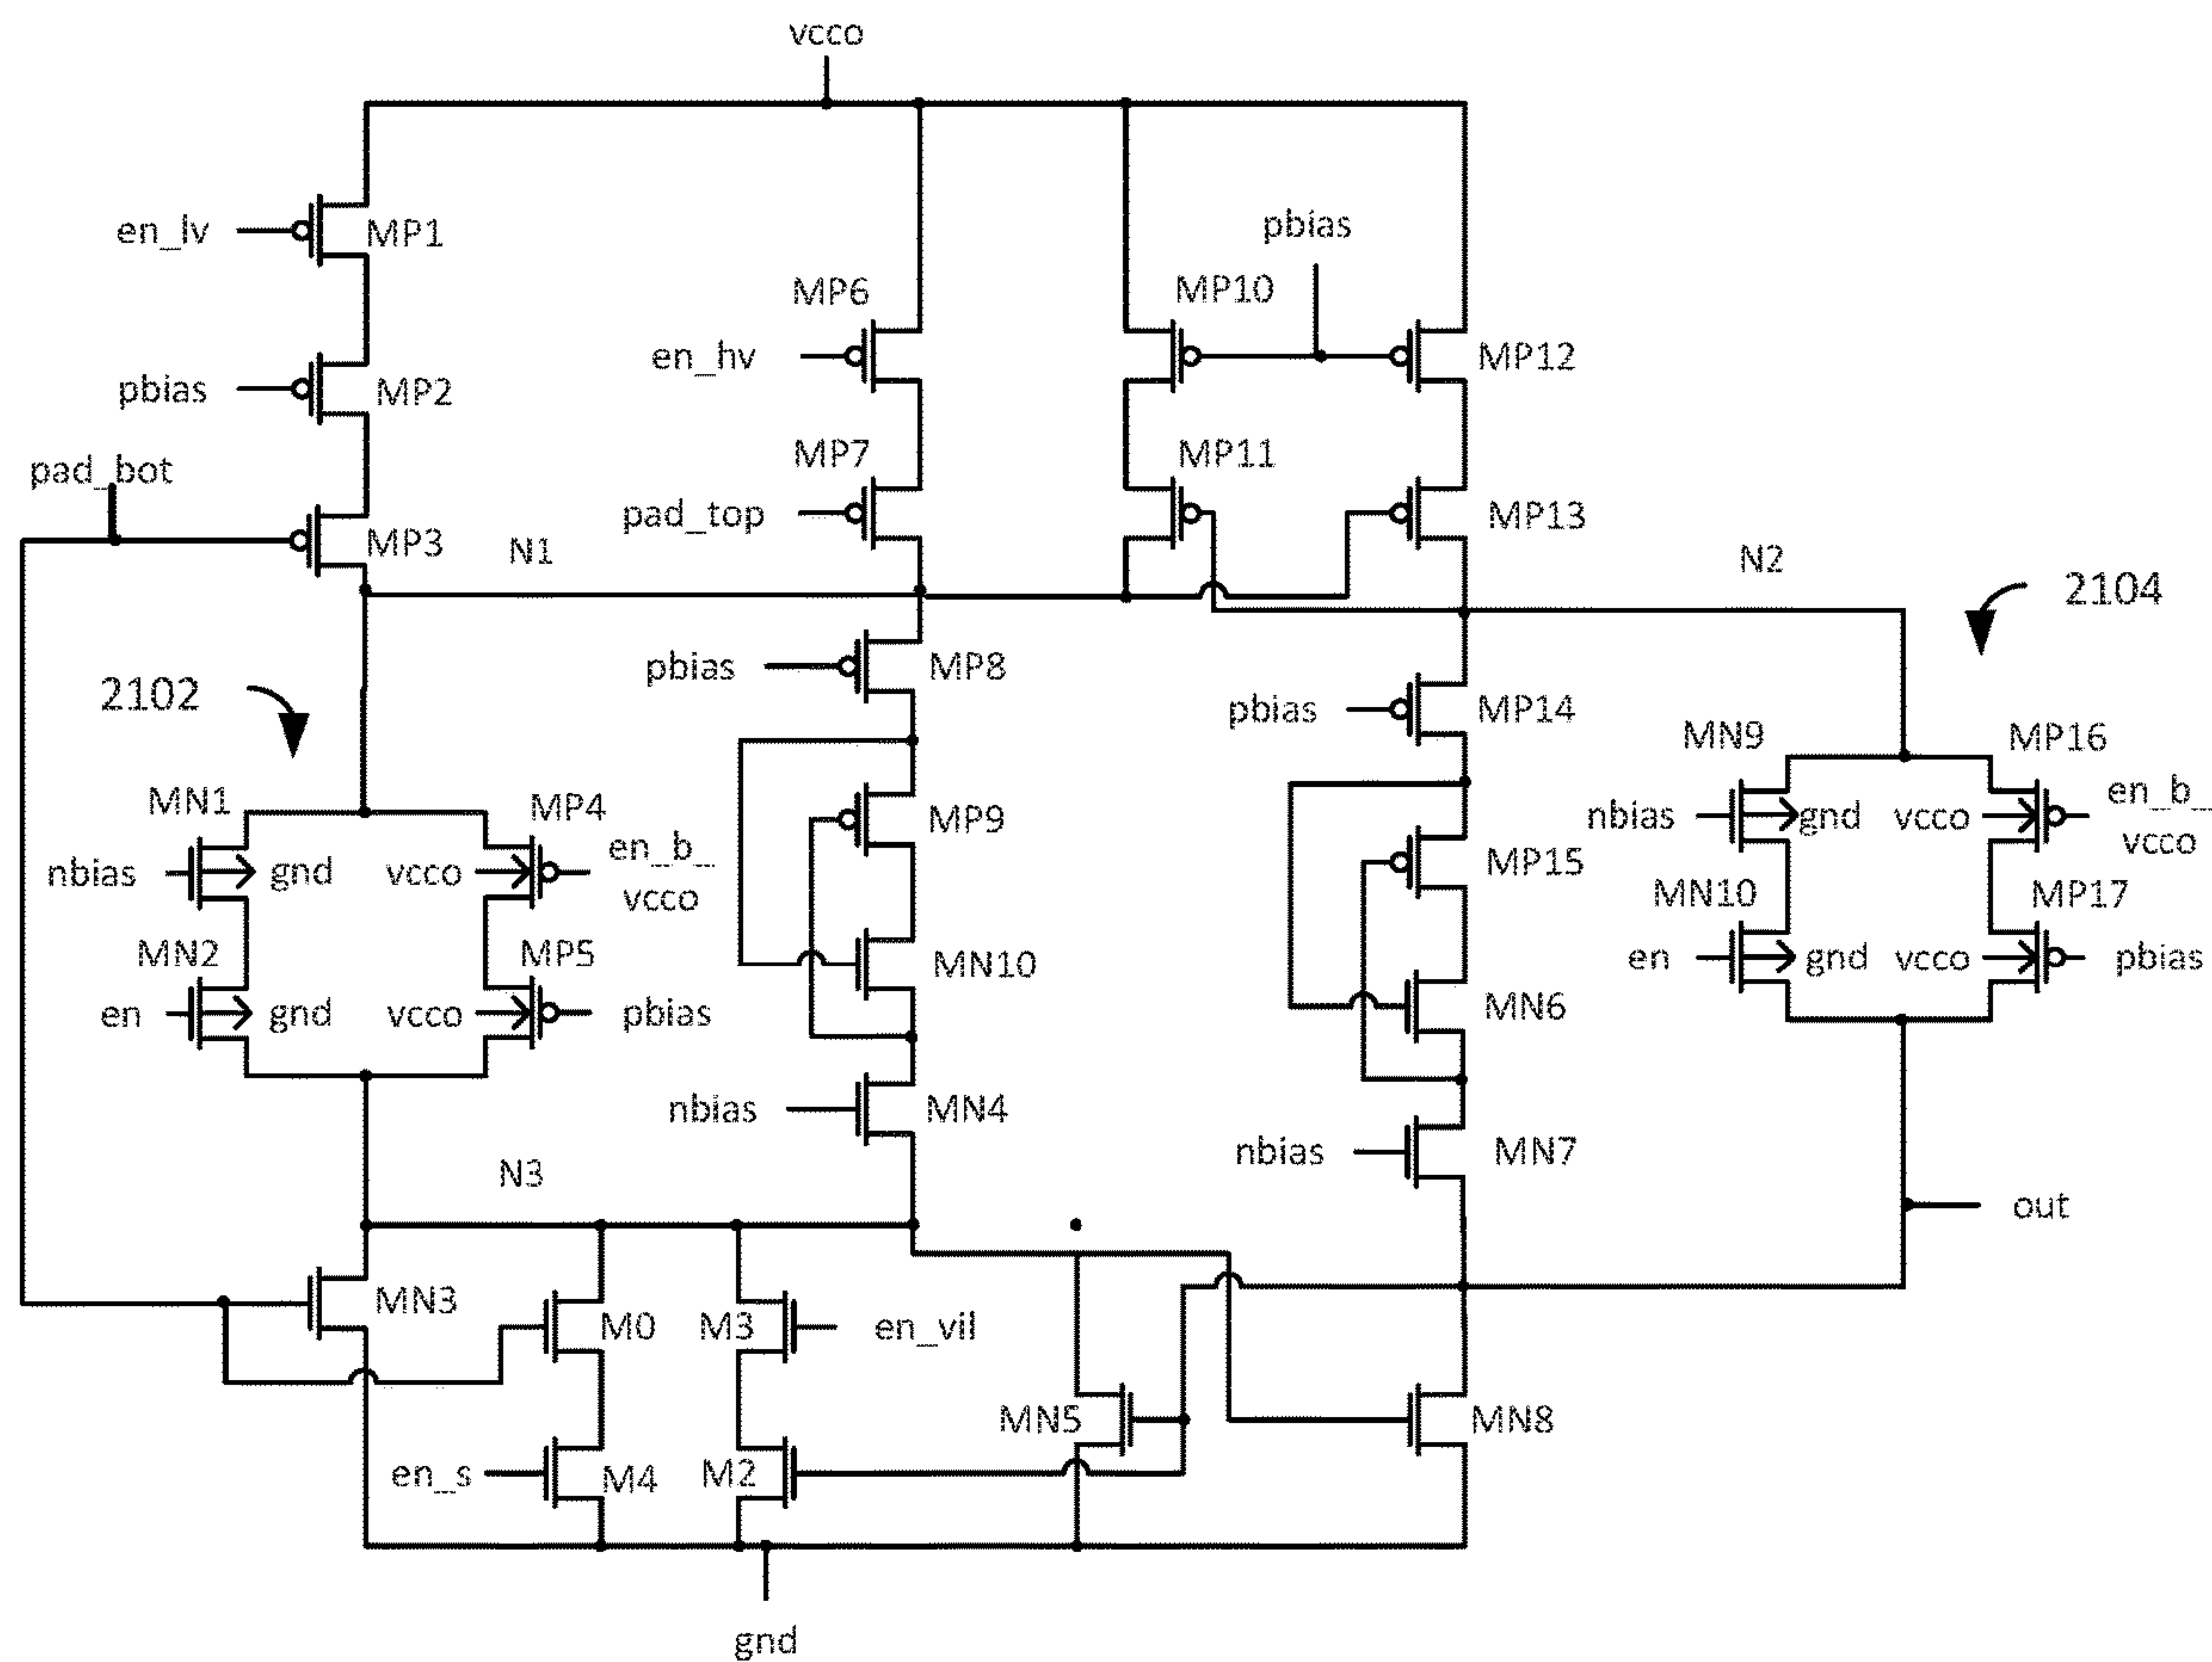 vcco
en_lv
MP1
pbias
MP6
MP10
en_hv
MP12
pbias
MP2
MP7
MP11
pad_bot
pad_top
MP13
MP3
N1
N2
2104
pbias
MP8
2102
pbias
MP14
MN9
MP16
MN1
MP4
en_b_
vcco
nbias
gnd
vcco
en_b_
vcco
MP9
nbias
gnd
vcco
MP15
MN10
MP17
MN2
MP5
en
gnd
vcco
pbias
MN10
en
gnd
vcco
pbias
MN6
nbias
MN4
nbias
MN7
N3
out
MN3
M0
M3
en_vil
MN5
MN8
en_s
M4
M2
gnd